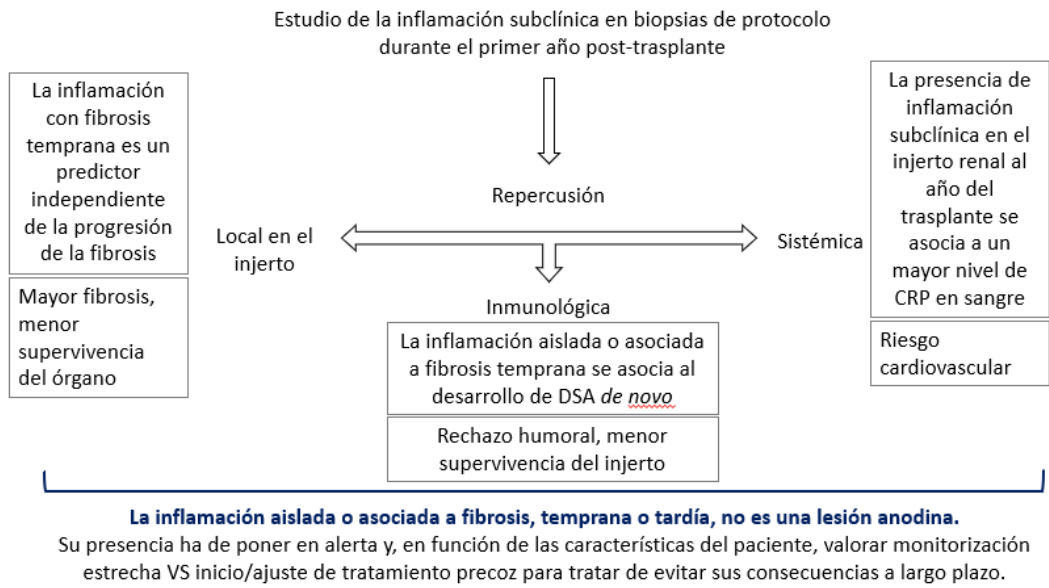 Estudio de la inflamación subclínica en biopsias de protocolo
durante el primer año post-trasplante
La inflamación
con fibrosis
temprana es un
predictor
independiente
de la progresión
de la fibrosis
Mayor fibrosis,
menor
supervivencia
del órgano
Repercusión
Local en el
injerto
Sistémica
Inmunológica
La inflamación aislada o asociada
a fibrosis temprana se asocia al
desarrollo de DSA de novo
Rechazo humoral, menor
supervivencia del injerto
La presencia de
inflamación
subclínica en el
injerto renal al
año del
trasplante se
asocia a un
mayor nivel de
CRP en sangre
Riesgo
cardiovascular
La inflamación aislada o asociada a fibrosis, temprana o tardía, no es una lesión anodina.
Su presencia ha de poner en alerta y, en función de las características del paciente, valorar monitorización
estrecha VS inicio/ajuste de tratamiento precoz para tratar de evitar sus consecuencias a largo plazo.